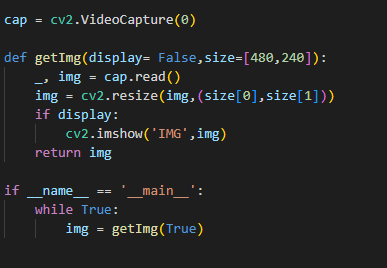 cap = cv2.VideoCapture(0)
def getImg(display= False,size=[480,240]):
    _, img = cap.read()
    img = cv2.resize(img,(size[0],size[1]))
    if display:
        cv2.imshow('IMG',img)
    return img
if __name__ == '__main__':
    while True:
        img = getImg(True)